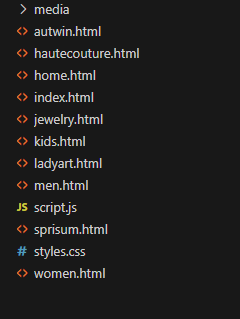 media
autwin.html
hautecouture.html
home.html
index.html
jewelry.html
kids.html
ladyart.html
men.html
JS script.js
sprisum.html
# styles.css
women.html